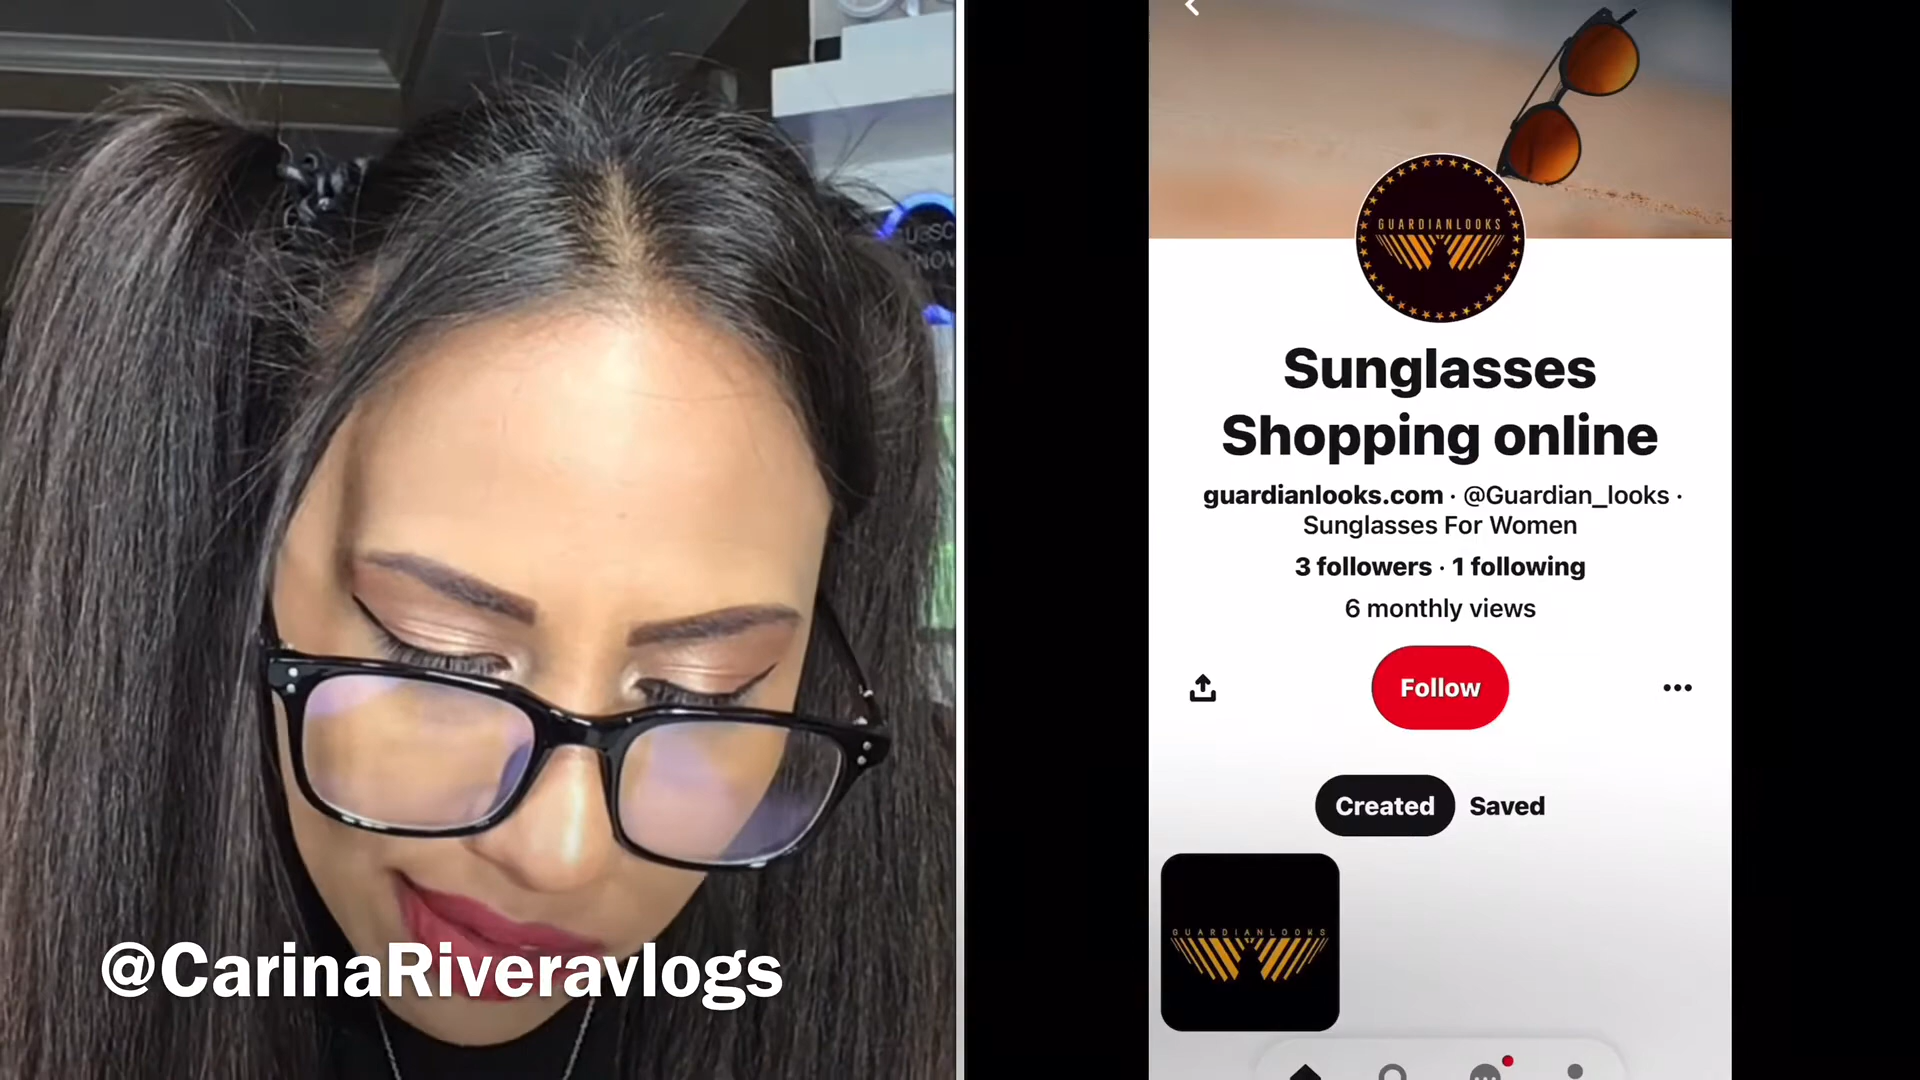 @CarinaRiveravlogs
GUARDIANLOOKS
Sunglasses
Shopping online
guardianlooks.com · @Guardian_looks ·
Sunglasses For Women
3 followers · 1 following
6 monthly views
Follow
Created
Saved
GUARDIANLOOKS